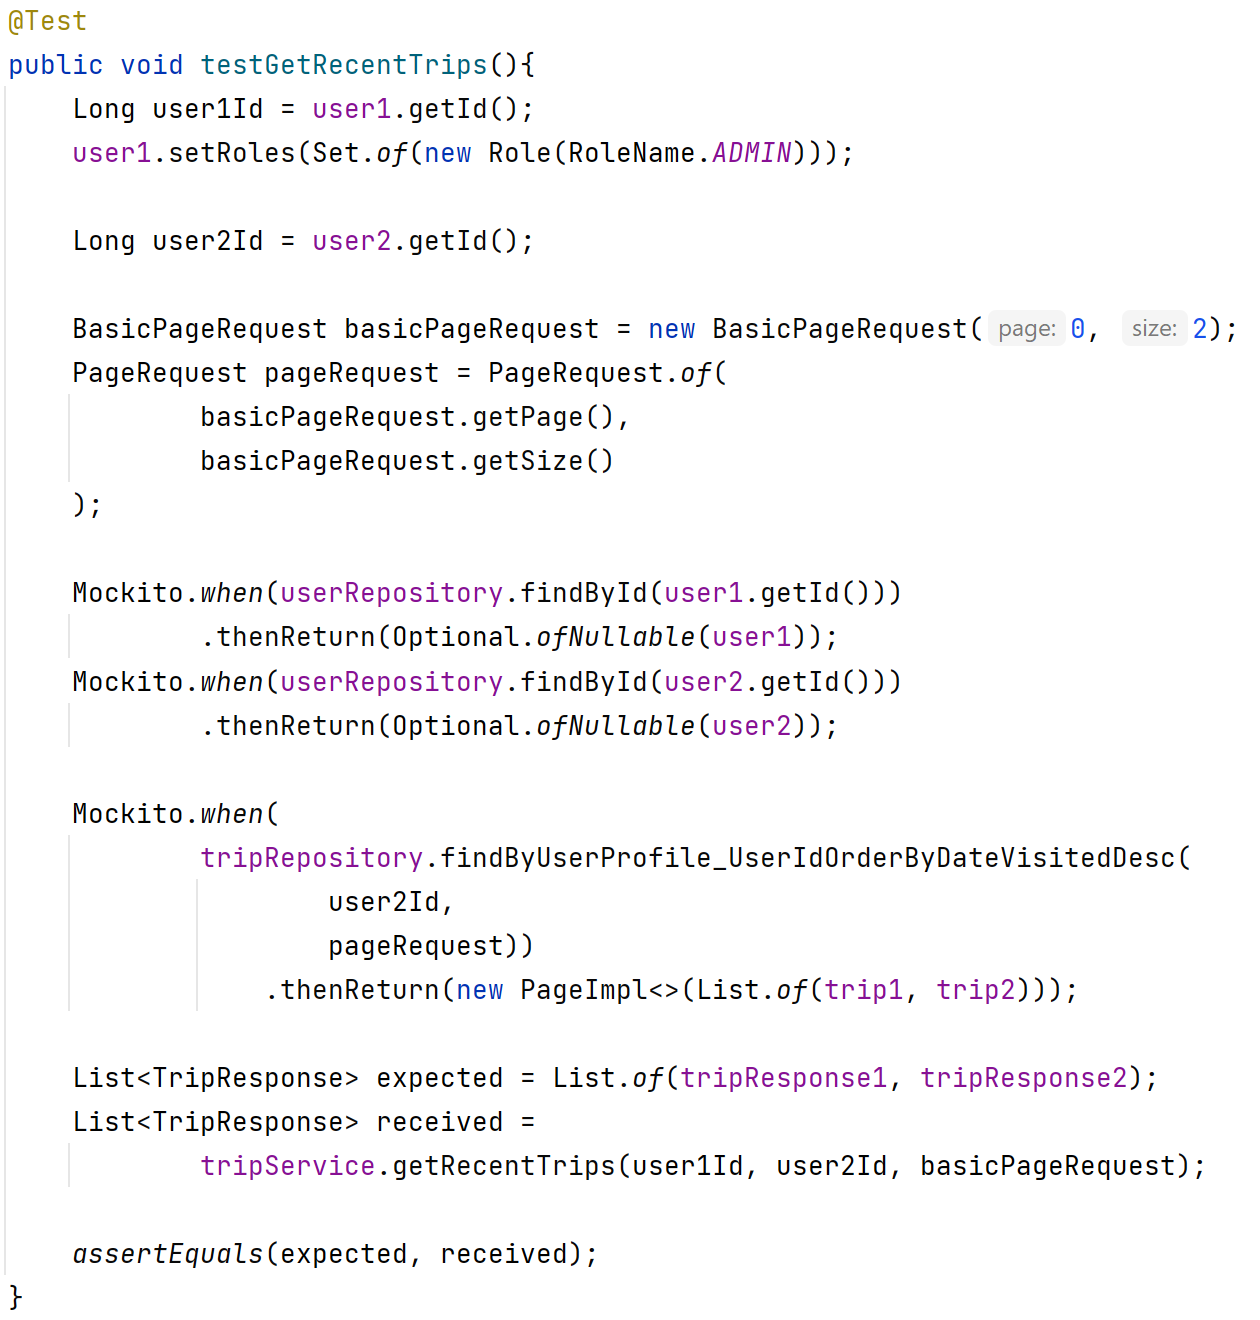 @Test
public void testGetRecentTrips(){
    Long user1Id = user1.getId();
    user1.setRoles(Set.of(new Role(RoleName.ADMIN)));

    Long user2Id = user2.getId();

    BasicPageRequest basicPageRequest = new BasicPageRequest( page: 0, size: 2);
    PageRequest pageRequest = PageRequest.of(
            basicPageRequest.getPage(),
            basicPageRequest.getSize()
    );

    Mockito.when(userRepository.findById(user1.getId()))
            .thenReturn(Optional.ofNullable(user1));
    Mockito.when(userRepository.findById(user2.getId()))
            .thenReturn(Optional.ofNullable(user2));

    Mockito.when(
            tripRepository.findByUserProfile_UserIdOrderByDateVisitedDesc(
                    user2Id,
                    pageRequest))
                .thenReturn(new PageImpl<>(List.of(trip1, trip2)));

    List<TripResponse> expected = List.of(tripResponse1, tripResponse2);
    List<TripResponse> received =
            tripService.getRecentTrips(user1Id, user2Id, basicPageRequest);

    assertEquals(expected, received);
}